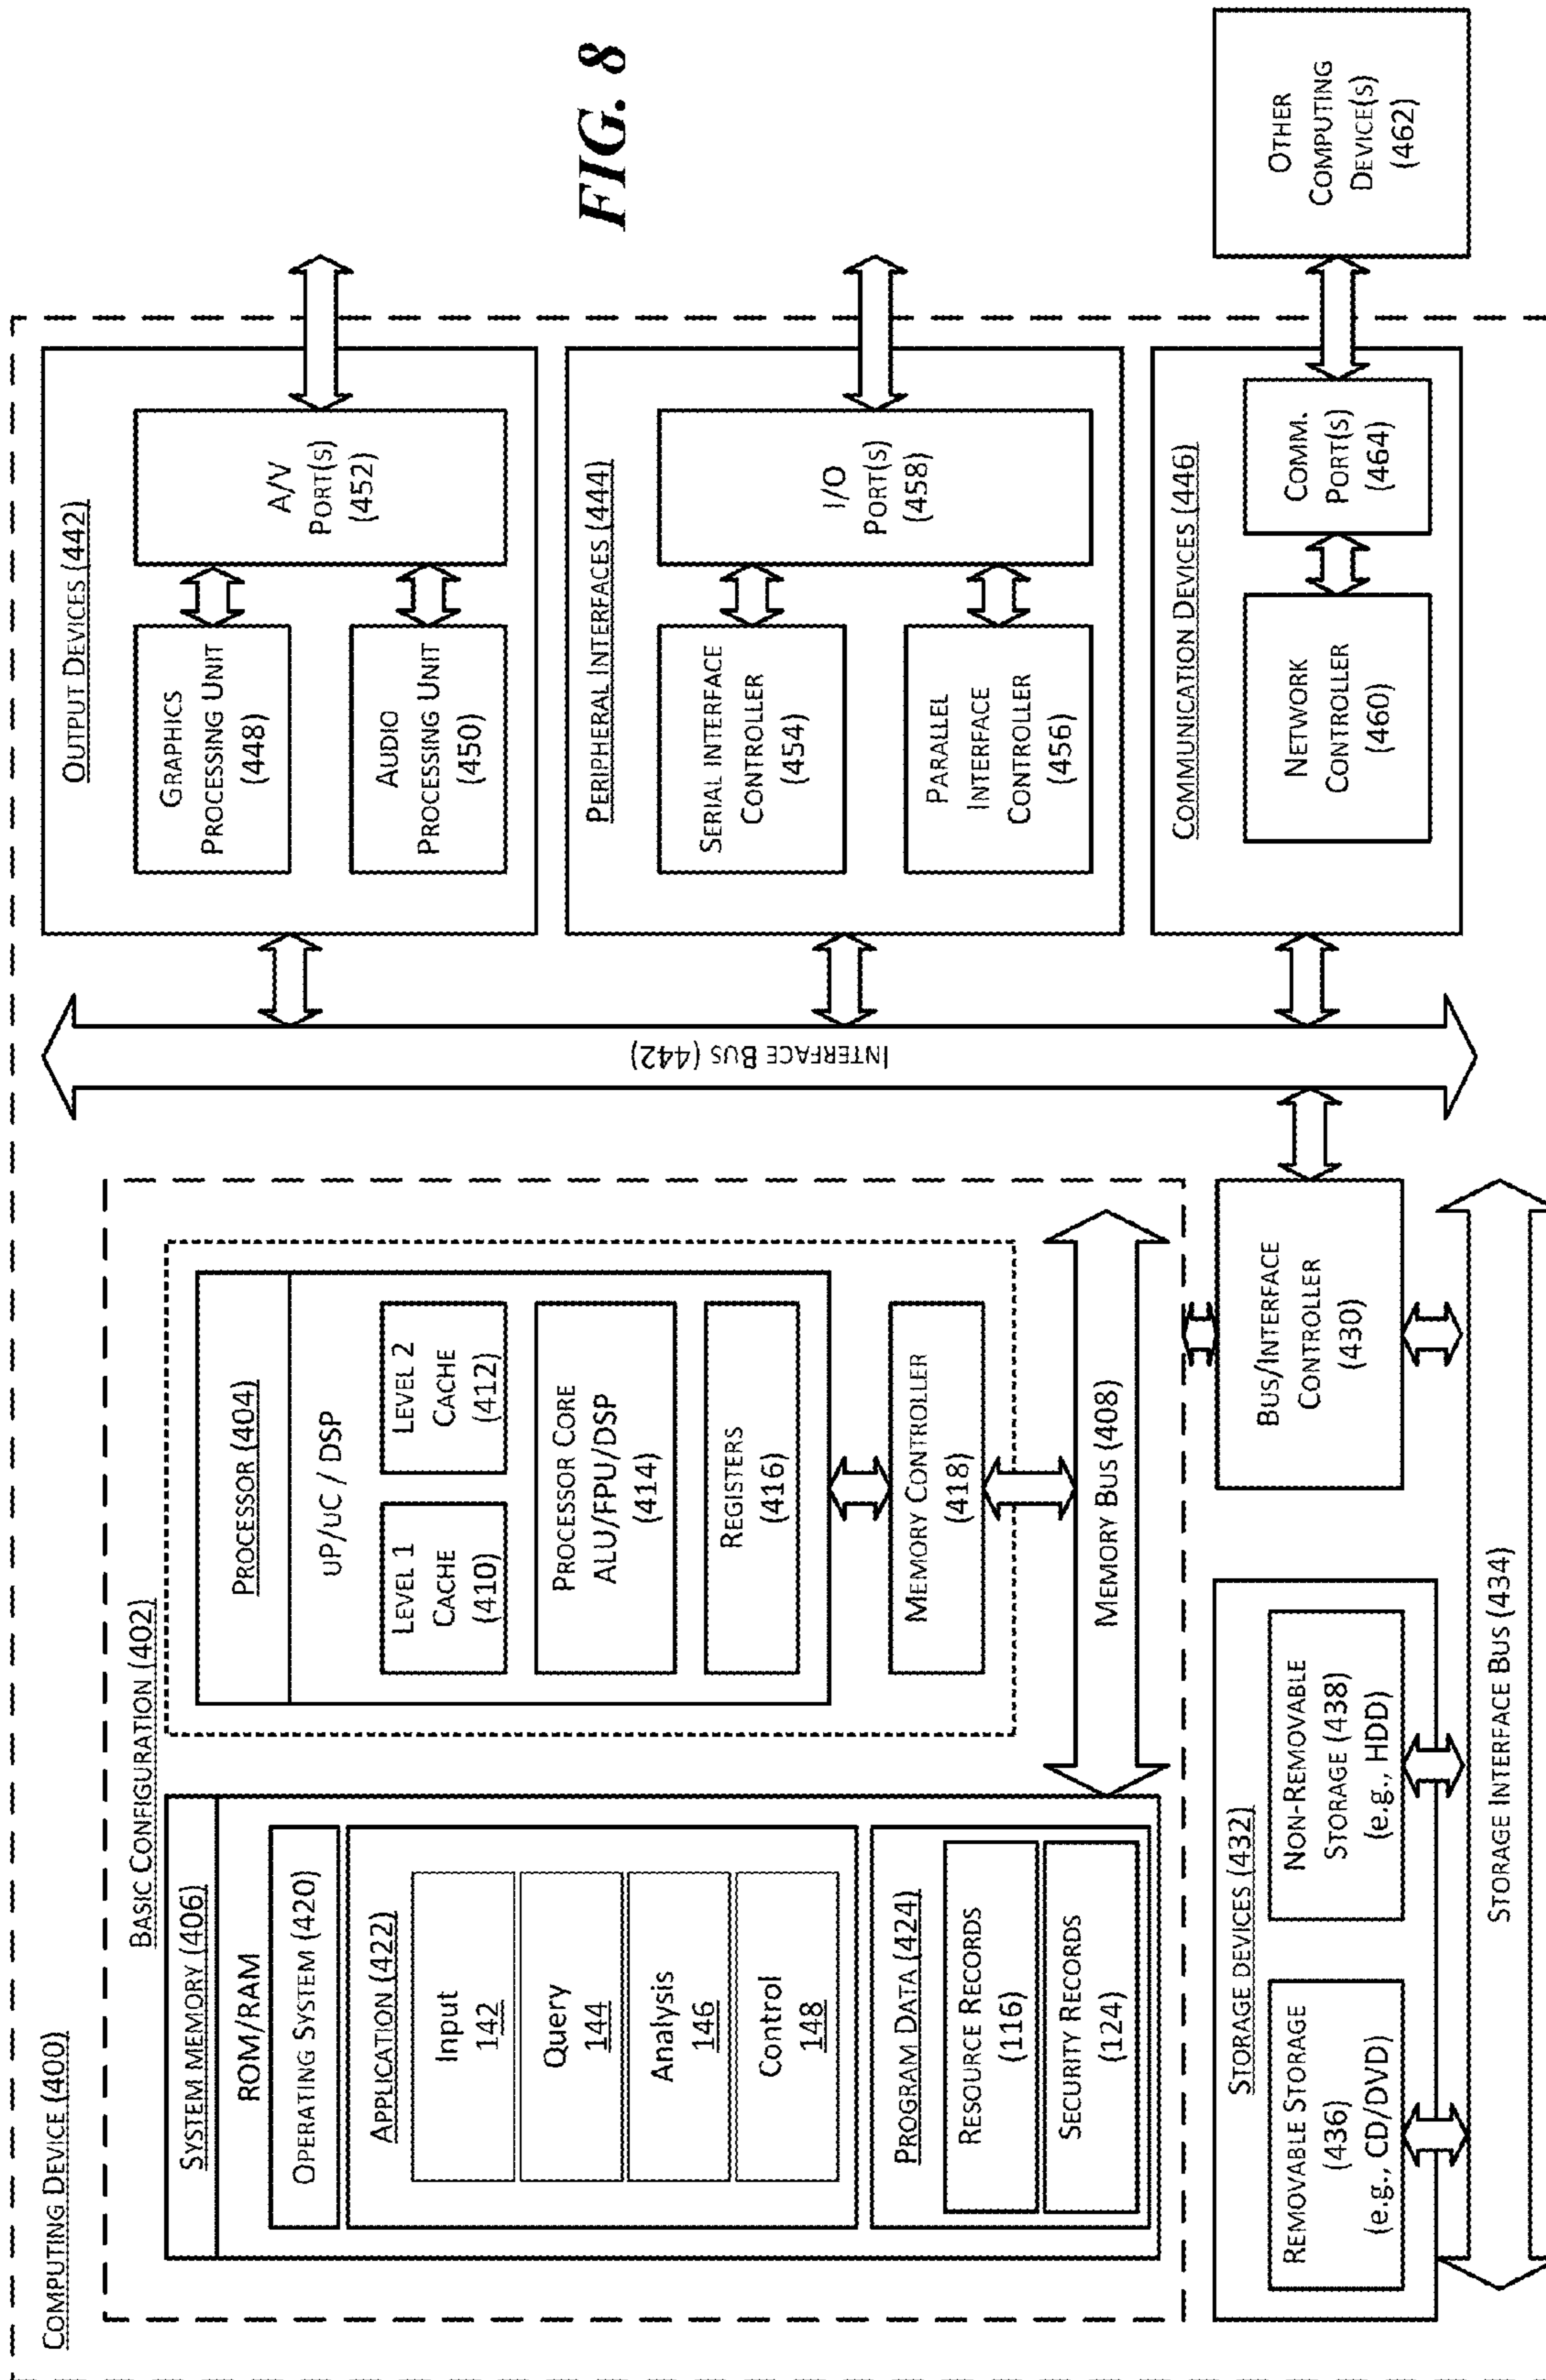 COMPUTING DEVICE (400)
BASIC CONFIGURATION (402)
SYSTEM MEMORY (406)
ROM/RAM
OPERATING SYSTEM (420)
APPLICATION (422)
Input
142
Query
144
Analysis
146
Control
148
PROGRAM DATA (424)
RESOURCE RECORDS
(116)
SECURITY RECORDS
(124)
PROCESSOR (404)
uP/uC / DSP
LEVEL 1
CACHE
(410)
LEVEL 2
CACHE
(412)
PROCESSOR CORE
ALU/FPU/DSP
(414)
REGISTERS
(416)
MEMORY CONTROLLER
(418)
MEMORY BUS (408)
STORAGE DEVICES (432)
REMOVABLE STORAGE
(436)
(e.g., CD/DVD)
NON-REMOVABLE
STORAGE (438)
(e.g., HDD)
BUS/INTERFACE
CONTROLLER
(430)
STORAGE INTERFACE BUS (434)
INTERFACE BUS (442)
OUTPUT DEVICES (442)
GRAPHICS
PROCESSING UNIT
(448)
AUDIO
PROCESSING UNIT
(450)
A/V
PORT(S)
(452)
PERIPHERAL INTERFACES (444)
SERIAL INTERFACE
CONTROLLER
(454)
PARALLEL
INTERFACE
CONTROLLER
(456)
I/O
PORT(S)
(458)
COMMUNICATION DEVICES (446)
NETWORK
CONTROLLER
(460)
COMM.
PORT(S)
(464)
OTHER
COMPUTING
DEVICE(S)
(462)
FIG. 8